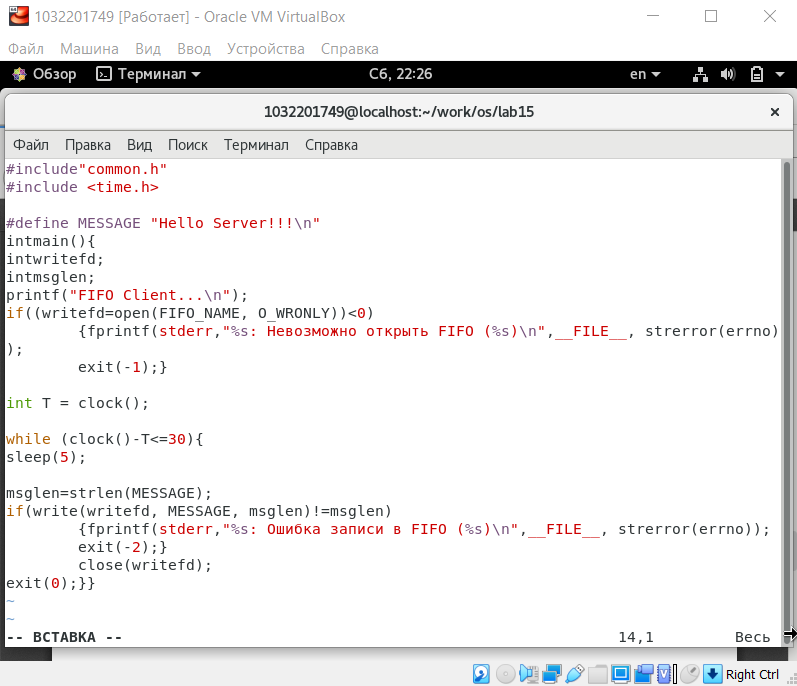 1032201749 [Работает] - Oracle VM VirtualBox
Файл Машина Вид Ввод Устройства Справка
Обзор Терминал Сб, 22:26 en
1032201749@localhost:~/work/os/lab15
Файл Правка Вид Поиск Терминал Справка
#include"common.h"
#include <time.h>
#define MESSAGE "Hello Server!!!\n"
intmain(){
intwritefd;
intmsglen;
printf("FIFO Client...\n");
if((writefd=open(FIFO_NAME, O_WRONLY))<0)
{fprintf(stderr,"%s: Невозможно открыть FIFO (%s)\n",__FILE__, strerror(errno)
);
exit(-1);}
int T = clock();
while (clock()-T<=30){
sleep(5);
msglen=strlen(MESSAGE);
if(write(writefd, MESSAGE, msglen)!=msglen)
{fprintf(stderr,"%s: Ошибка записи в FIFO (%s)\n",__FILE__, strerror(errno));
exit(-2);}
close(writefd);
exit(0);}}
~
~
-- ВСТАВКА -- 14,1 Весь
Right Ctrl